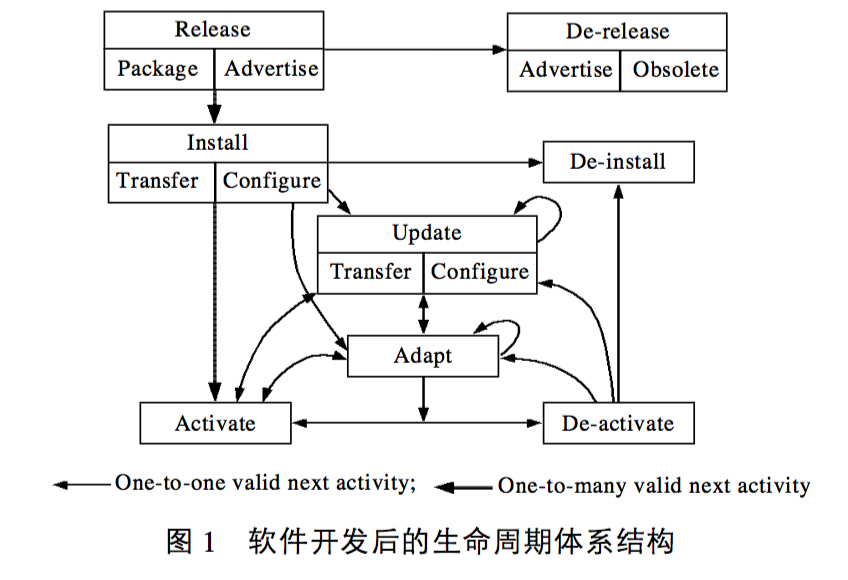 Release
Package Advertise
De-release
Advertise Obsolete
Install
Transfer Configure
De-install
Update
Transfer Configure
Adapt
Activate
De-activate
One-to-one valid next activity; One-to-many valid next activity
图 1 软件开发后的生命周期体系结构